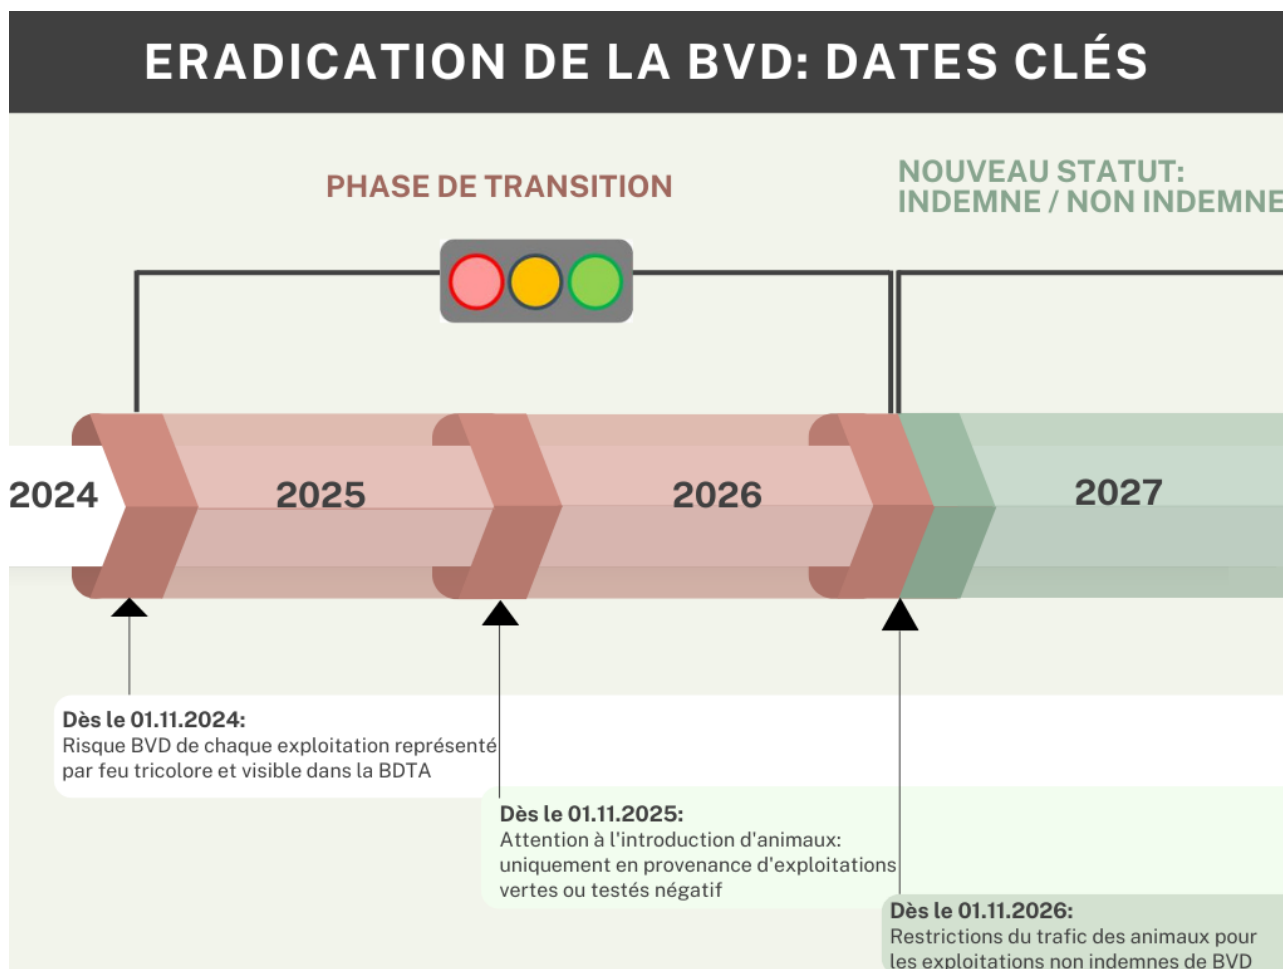 ERADICATION DE LA BVD: DATES CLÉS
PHASE DE TRANSITION
NOUVEAU STATUT:
INDEMNE / NON INDEMNE
2024
2025
2026
2027
Dès le 01.11.2024:
Risque BVD de chaque exploitation représenté
par feu tricolore et visible dans la BDTA
Dès le 01.11.2025:
Attention à l'introduction d'animaux:
uniquement en provenance d'exploitations
vertes ou testés négatif
Dès le 01.11.2026:
Restrictions du trafic des animaux pour
les exploitations non indemnes de BVD